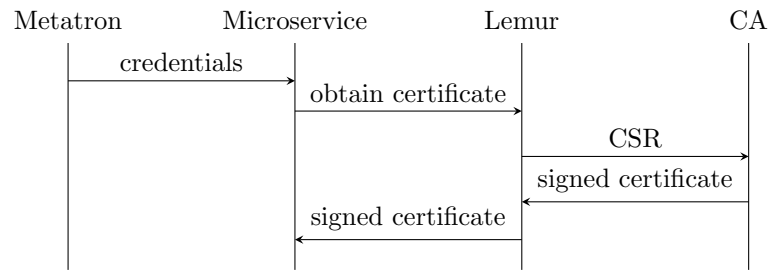 Metatron Microservice Lemur CA
credentials
obtain certificate
CSR
signed certificate
signed certificate